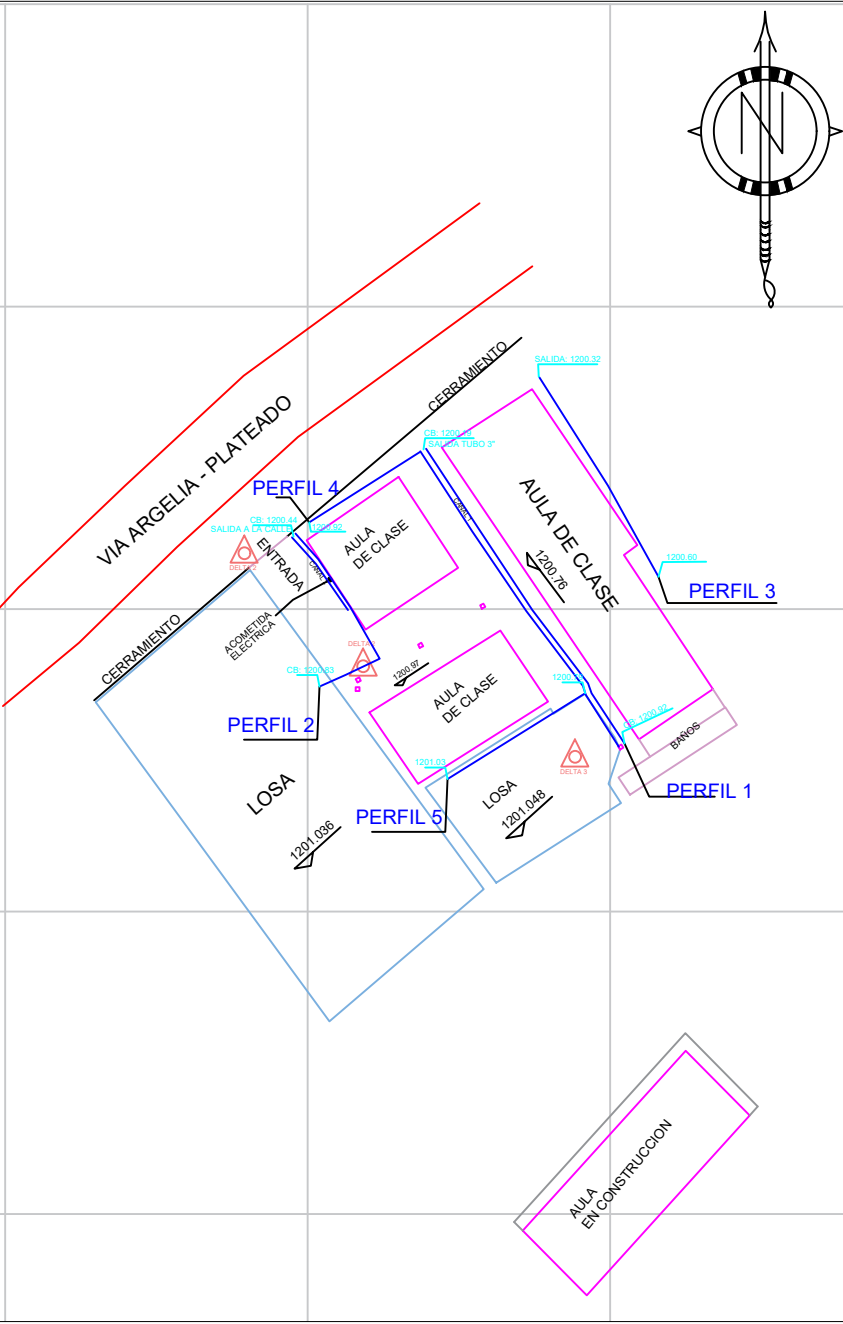 N
SALIDA: 1200.32
CERRAMIENTO
VIA ARGELIA - PLATEADO
CB: 1200.19
SALIDA TUBO 3"
PERFIL 4
CB: 1200.44
SALIDA A LA CALLE
1200.92
AULA
DE CLASE
AULA DE CLASE
CANAL 1
1200.76
1200.60
PERFIL 3
DELTA 2
ENTRADA
CANAL
CERRAMIENTO
ACOMETIDA
ELECTRICA
DELTA
CB: 1200.83
1200.97
PERFIL 2
AULA
DE CLASE
CB: 1200.92
BAÑOS
1201.03
DELTA 3
PERFIL 1
LOSA
LOSA
PERFIL 5
1201.048
1201.036
AULA
EN CONSTRUCCION